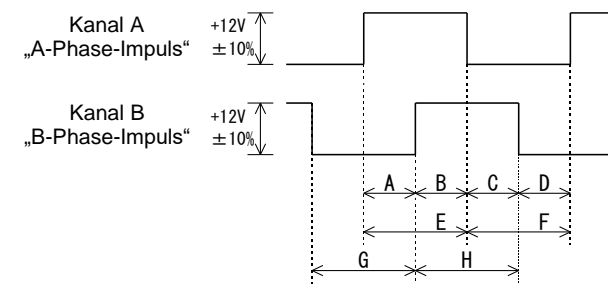 Kanal A
„A-Phase-Impuls“
+12V
±10%
Kanal B
„B-Phase-Impuls“
+12V
±10%
A B C D
E F
G H